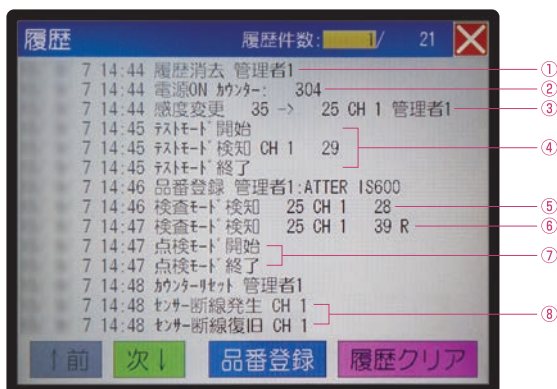 履歴 履歴件数: 1/ 21
7 14:44 履歴消去 管理者1 ①
7 14:44 電源ON ｶｳﾝﾀｰ: 304 ②
7 14:44 感度変更 35 -> 25 CH 1 管理者1 ③
7 14:45 ﾃｽﾄﾓｰﾄﾞ開始
7 14:45 ﾃｽﾄﾓｰﾄﾞ検知 CH 1 29 ④
7 14:45 ﾃｽﾄﾓｰﾄﾞ終了
7 14:46 品番登録 管理者1:ATTER IS600
7 14:46 検査ﾓｰﾄﾞ検知 25 CH 1 28 ⑤
7 14:47 検査ﾓｰﾄﾞ検知 25 CH 1 39 R ⑥
7 14:47 点検ﾓｰﾄﾞ開始 ⑦
7 14:47 点検ﾓｰﾄﾞ終了
7 14:48 ｶｳﾝﾀｰﾘｾｯﾄ 管理者1
7 14:48 ｾﾝｻｰ断線発生 CH 1 ⑧
7 14:48 ｾﾝｻｰ断線復旧 CH 1
↑前 次↓ 品番登録 履歴クリア